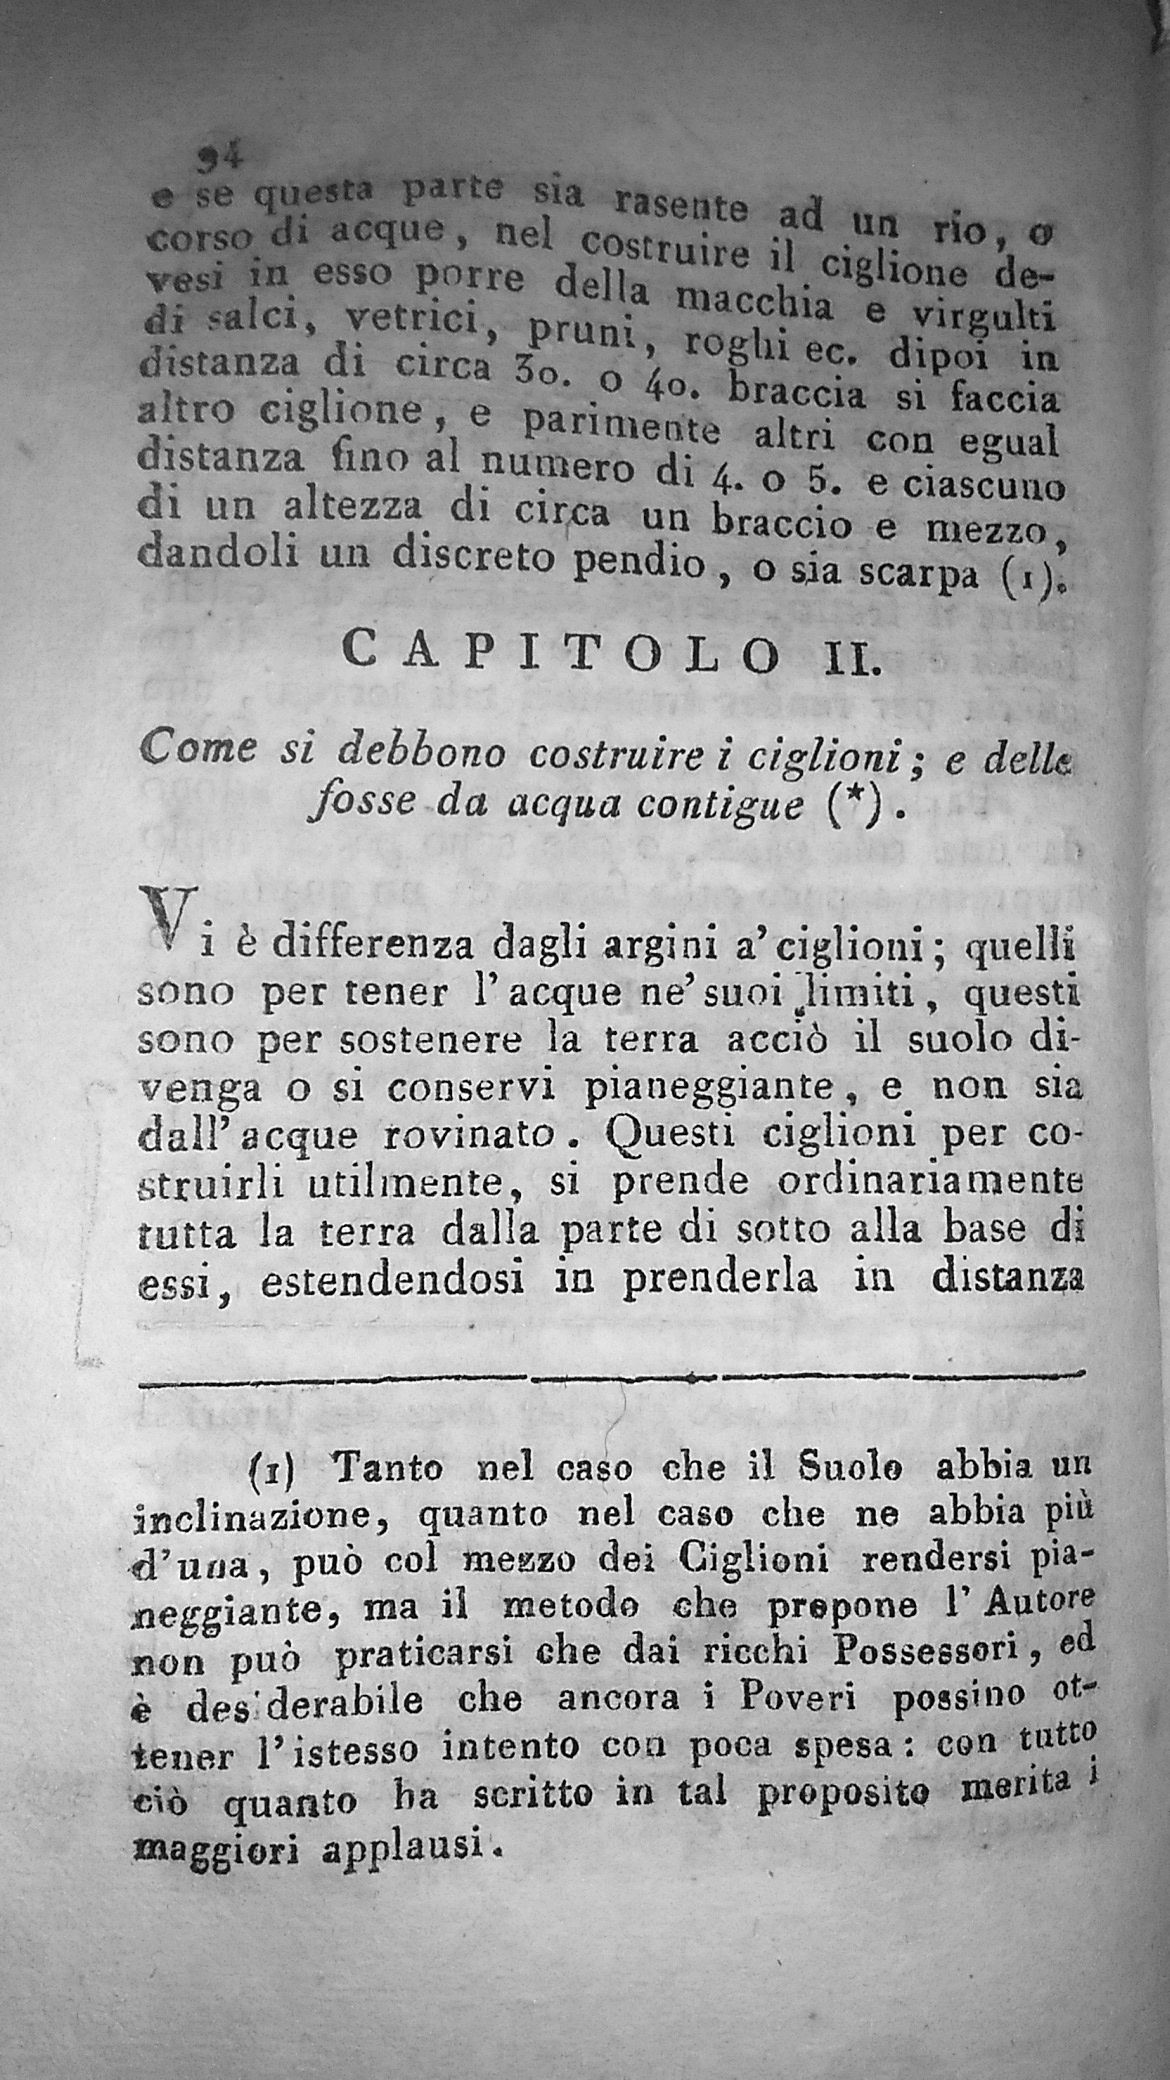 94
e se questa parte sia rasente ad un rio, o
corso di acque, nel costruire il ciglione de-
vesi in esso porre della macchia e virgulti
di salci, vetrici, pruni, roghi ec. dipoi in
distanza di circa 30. o 40. braccia si faccia
altro ciglione, e parimente altri con egual
distanza fino al numero di 4. o 5. e ciascuno
di un altezza di circa un braccio e mezzo,
dandoli un discreto pendio, o sia scarpa (1).
CAPITOLO II.
Come si debbono costruire i ciglioni; e delle
fosse da acqua contigue (*).
Vi è differenza dagli argini a' ciglioni; quelli
sono per tener l'acque ne' suoi limiti, questi
sono per sostenere la terra acciò il suolo di-
venga o si conservi pianeggiante, e non sia
dall'acque rovinato. Questi ciglioni per co-
struirli utilmente, si prende ordinariamente
tutta la terra dalla parte di sotto alla base di
essi, estendendosi in prenderla in distanza
(1) Tanto nel caso che il Suolo abbia un
inclinazione, quanto nel caso che ne abbia più
d'una, può col mezzo dei Ciglioni rendersi pia-
neggiante, ma il metodo che propone l'Autore
non può praticarsi che dai ricchi Possessori, ed
è desiderabile che ancora i Poveri possino ot-
tener l'istesso intento con poca spesa: con tutto
ciò quanto ha scritto in tal proposito merita i
maggiori applausi.